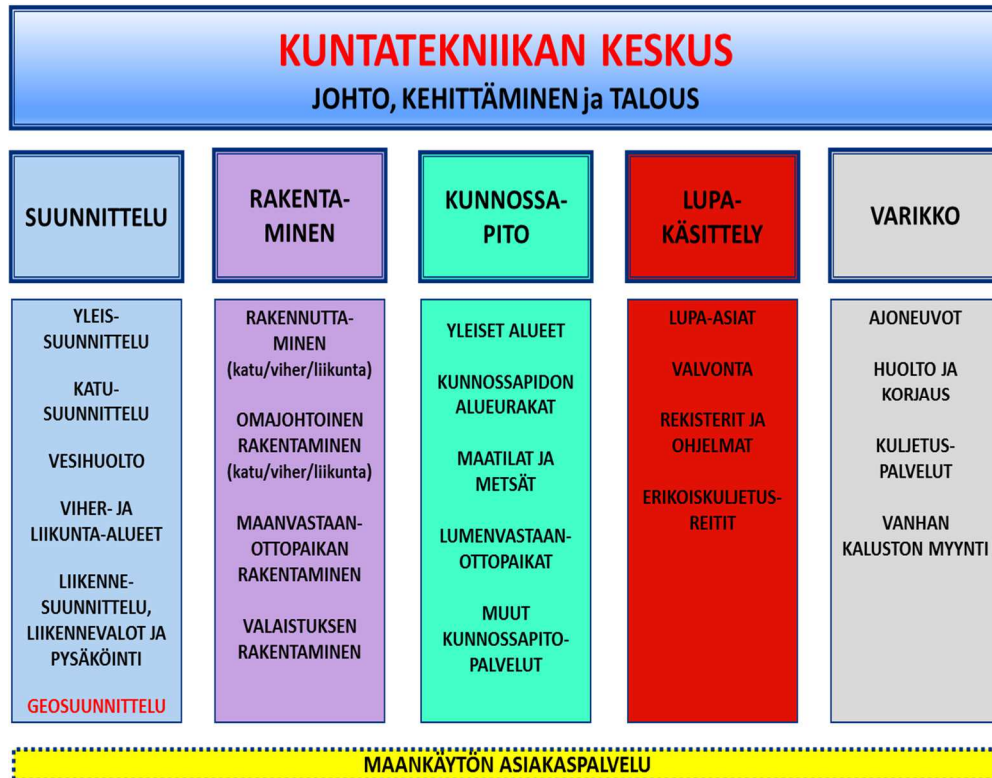 KUNTATEKNIIKAN KESKUS
JOHTO, KEHITTÄMINEN ja TALOUS
SUUNNITTELU
RAKENTA-
MINEN
KUNNOSSA-
PITO
LUPA-
KÄSITTELY
VARIKKO
YLEIS-
SUUNNITTELU
KATU-
SUUNNITTELU
VESIHUOLTO
VIHER- JA
LIIKUNTA-ALUEET
LIIKENNE-
SUUNNITTELU,
LIIKENNEVALOT JA
PYSÄKÖINTI
GEOSUUNNITTELU
RAKENNUTTA-
MINEN
(katu/viher/liikunta)
OMAJOHTOINEN
RAKENTAMINEN
(katu/viher/liikunta)
MAANVASTAAN-
OTTOPAIKAN
RAKENTAMINEN
VALAISTUKSEN
RAKENTAMINEN
YLEISET ALUEET
KUNNOSSAPIDON
ALUEURAKAT
MAATILAT JA
METSÄT
LUMENVASTAAN-
OTTOPAIKAT
MUUT
KUNNOSSAPITO-
PALVELUT
LUPA-ASIAT
VALVONTA
REKISTERIT JA
OHJELMAT
ERIKOISKULJETUS-
REITIT
AJONEUVOT
HUOLTO JA
KORJAUS
KULJETUS-
PALVELUT
VANHAN
KALUSTON MYYNTI
MAANKÄYTÖN ASIAKASPALVELU